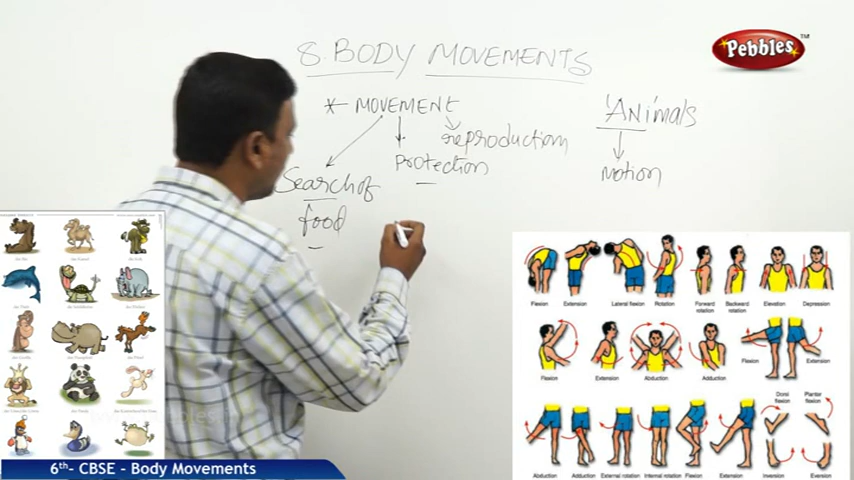 8. BODY MOVEMENTS
Pebbles™
* MOVEMENT
Animals
reproduction
Protection
Motion
Search of
food
Flexion
Extension
Lateral flexion
Rotation
Forward rotation
Backward rotation
Elevation
Depression
Flexion
Extension
Abduction
Adduction
Flexion
Extension
Dorsi flexion
Plantar flexion
Abduction
Adduction
External rotation
Internal rotation
Flexion
Extension
Inversion
Eversion
6th- CBSE - Body Movements